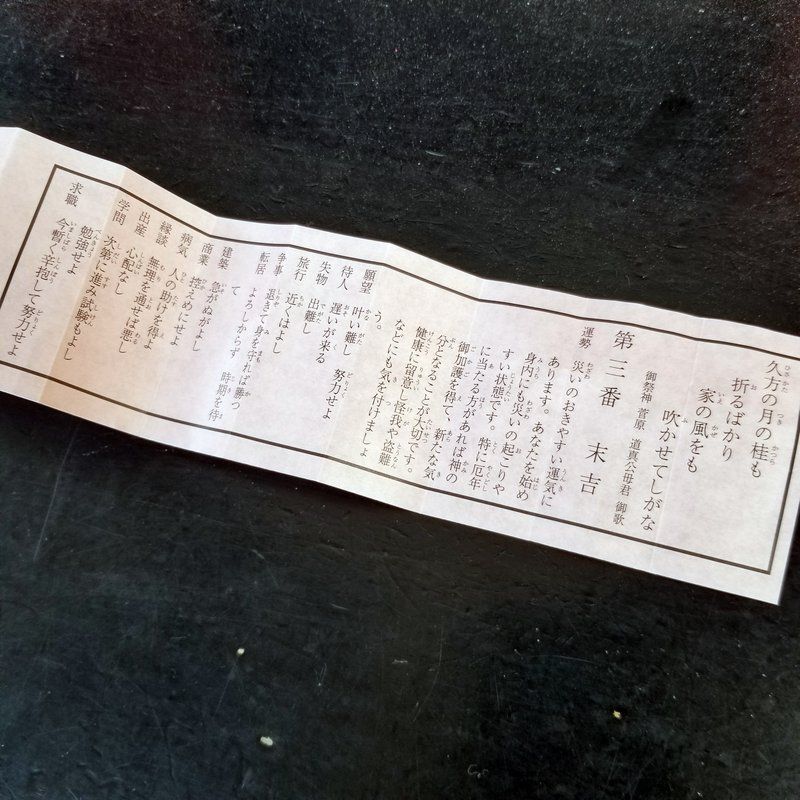 久方の月の桂も
折るばかり
家の風をも
吹かせてしがな
御祭神 菅原 道真公毋君 御歌
第三番 末吉
運勢 災いのおきやすい運気に
あります。あなたを始め
身内にも災いの起こりや
すい状態です。特に厄年
に当たる方があれば神の
御加護を得て、新たな気
分となることが大切です。
健康に留意し怪我や盗難
などにも気を付けましょ
う。
願望 叶い難し 努力せよ
待人 遅いが来る
失物 出難し
旅行 近くはよし
争事 退きて身を守れば勝つ
転居 よろしからず 時期を待
て
建築 急がぬがよし
商業 控えめにせよ
病気 人の助けを得よ
縁談 無理を通せば悪し
出産 心配なし
学問 次第に進み試験もよし
勉強せよ
求職 今暫く辛抱して努力せよ